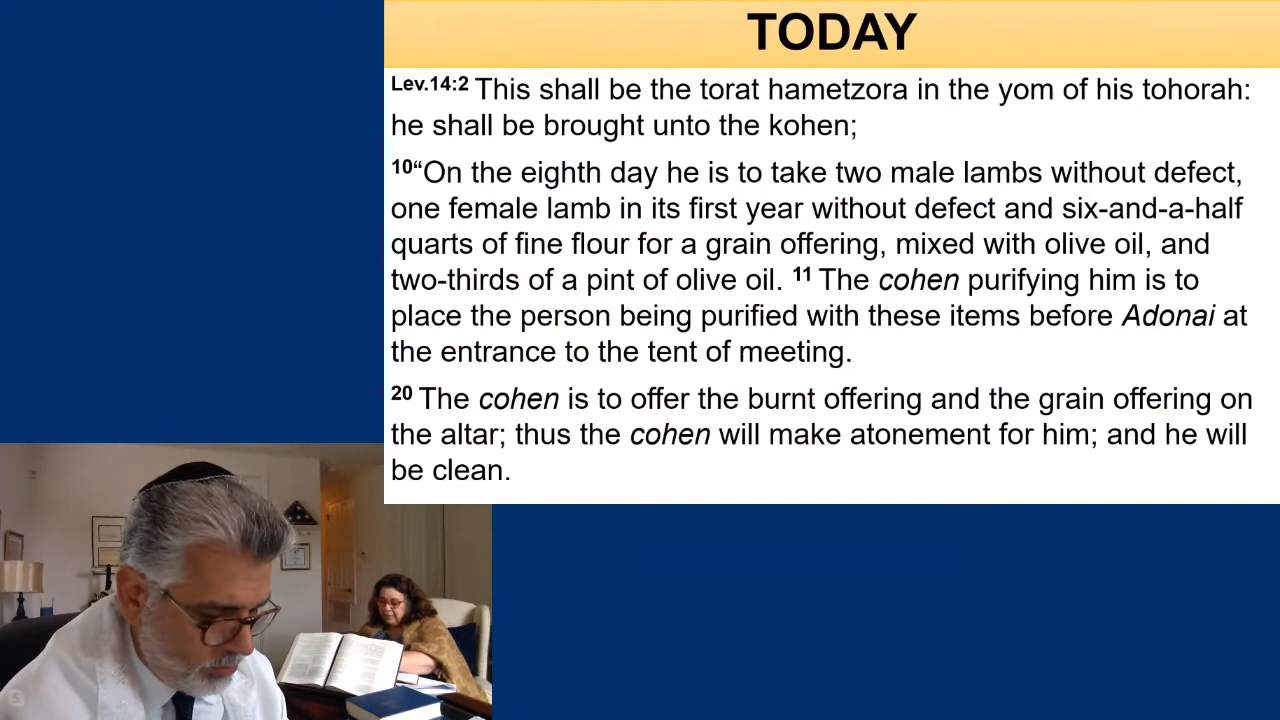 TODAY
Lev.14:2 This shall be the torat hametzora in the yom of his tohorah:
he shall be brought unto the kohen;
10“On the eighth day he is to take two male lambs without defect,
one female lamb in its first year without defect and six-and-a-half
quarts of fine flour for a grain offering, mixed with olive oil, and
two-thirds of a pint of olive oil. 11 The cohen purifying him is to
place the person being purified with these items before Adonai at
the entrance to the tent of meeting.
20 The cohen is to offer the burnt offering and the grain offering on
the altar; thus the cohen will make atonement for him; and he will
be clean.